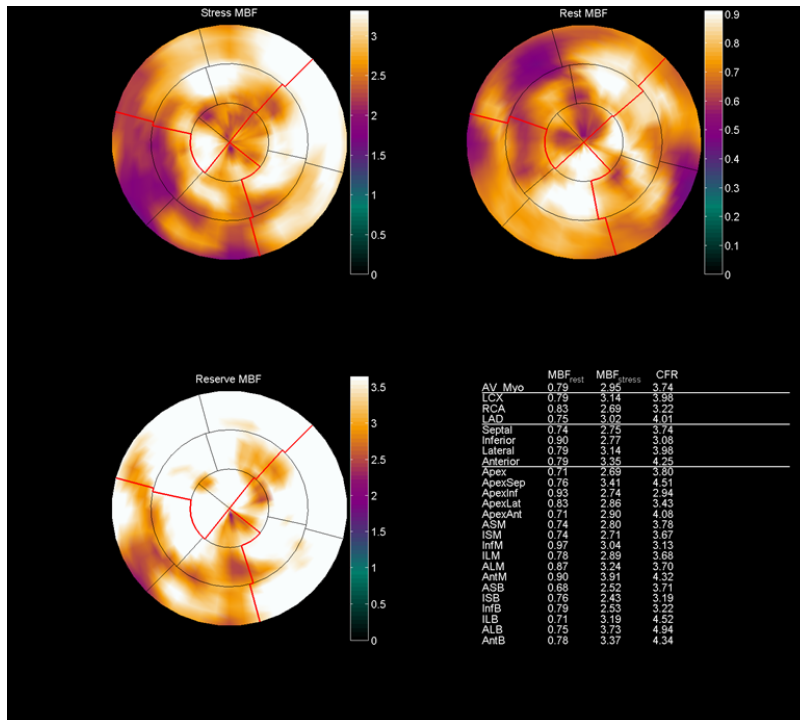 Stress MBF
3
2.5
2
1.5
1
0.5
0
Rest MBF
0.9
0.8
0.7
0.6
0.5
0.4
0.3
0.2
0.1
0
Reserve MBF
3.5
3
2.5
2
1.5
1
0.5
0
MBF rest MBF stress CFR
AV_Myo 0.79 2.95 3.74
LCX 0.79 3.14 3.98
RCA 0.83 2.69 3.22
LAD 0.75 3.02 4.01
Septal 0.74 2.75 3.74
Inferior 0.90 2.77 3.08
Lateral 0.79 3.14 3.98
Anterior 0.79 3.35 4.25
Apex 0.71 2.69 3.80
ApexSep 0.76 3.41 4.51
ApexInf 0.93 2.74 2.94
ApexLat 0.83 2.86 3.43
ApexAnt 0.71 2.90 4.08
ASM 0.74 2.80 3.78
ISM 0.74 2.71 3.67
InfM 0.97 3.04 3.13
ILM 0.78 2.89 3.68
ALM 0.87 3.24 3.70
AntM 0.90 3.91 4.32
ASB 0.68 2.52 3.71
ISB 0.76 2.43 3.19
InfB 0.79 2.53 3.22
ILB 0.71 3.19 4.52
ALB 0.75 3.73 4.94
AntB 0.78 3.37 4.34